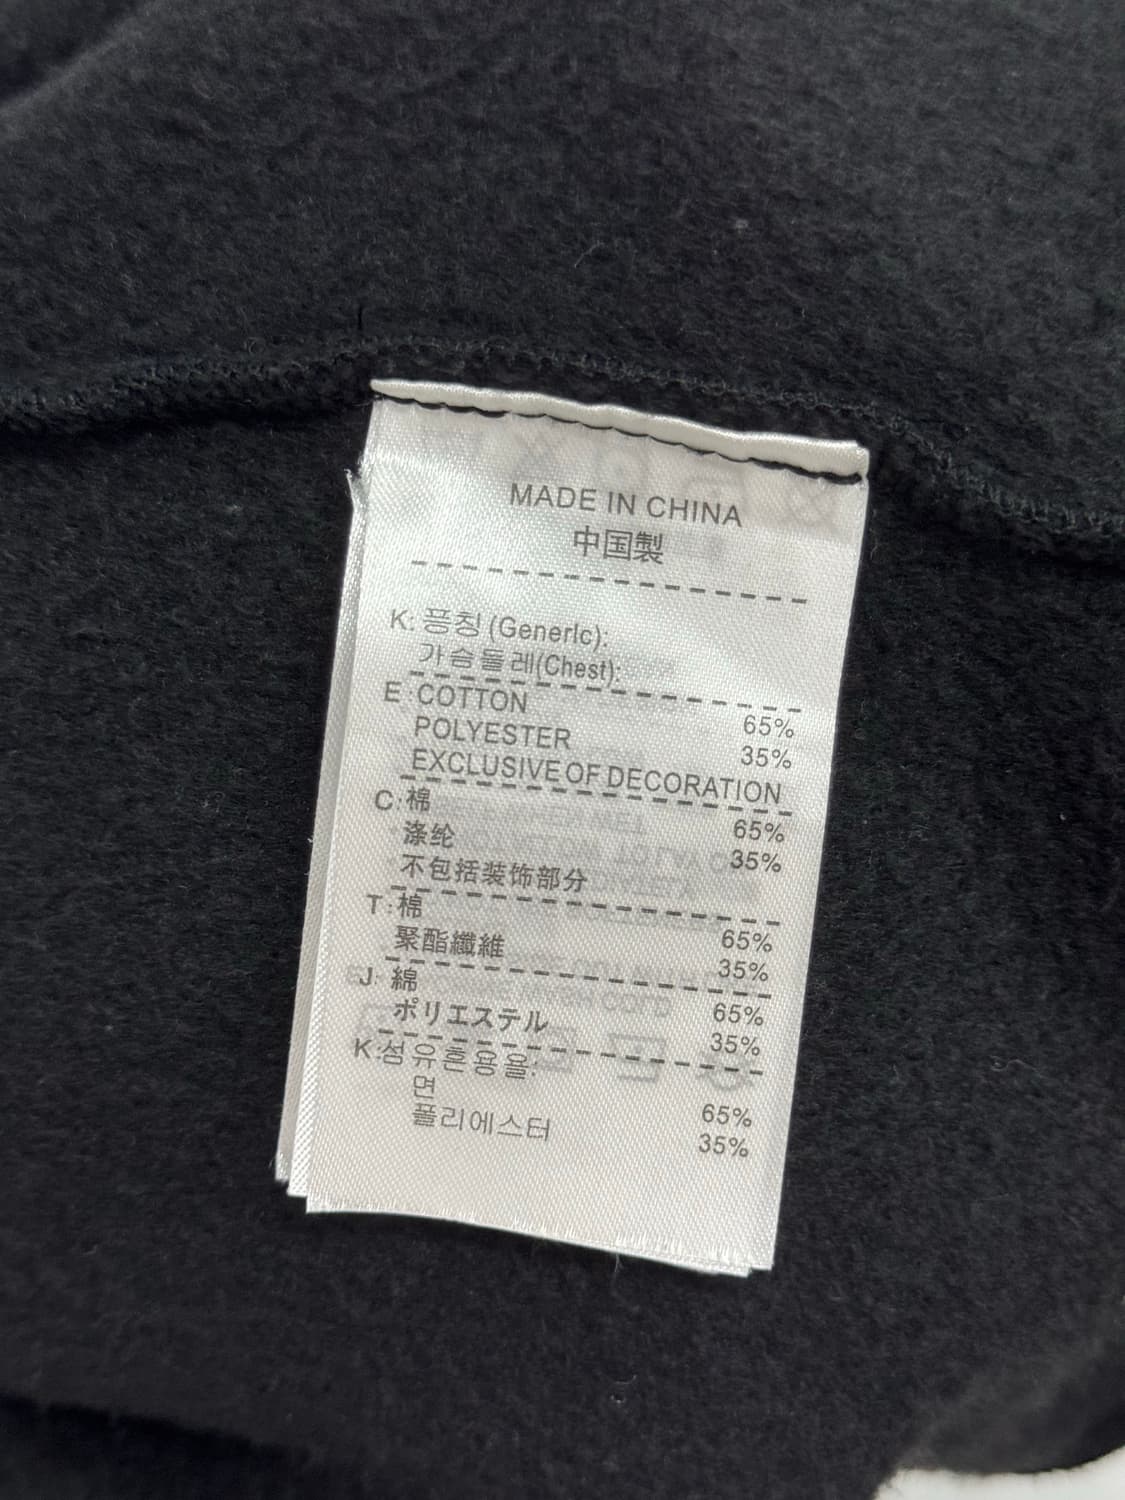 MADE IN CHINA
中国製
K: 풍칭 (Generlc):
가슴둘레(Chest):
E: COTTON 65%
POLYESTER 35%
EXCLUSIVE OF DECORATION
C: 棉 65%
涤纶 35%
不包括装饰部分
T: 棉 65%
聚酯纖維 35%
J: 綿 65%
ポリエステル 35%
K: 섬유혼용율:
면 65%
폴리에스터 35%